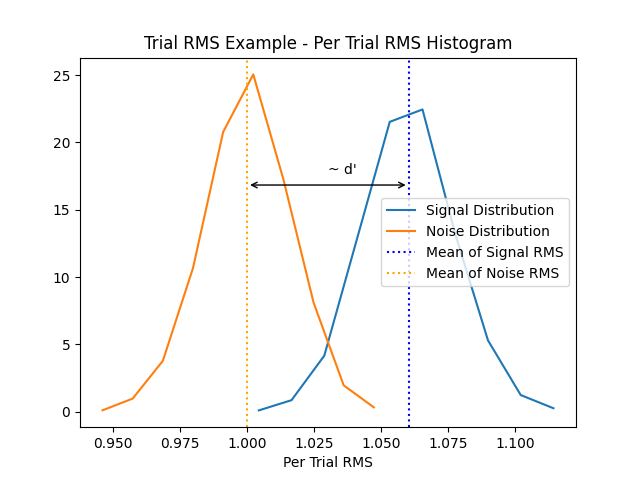 Trial RMS Example - Per Trial RMS Histogram
25
20
15
10
5
0
~ d'
Signal Distribution
Noise Distribution
Mean of Signal RMS
Mean of Noise RMS
0.950 0.975 1.000 1.025 1.050 1.075 1.100
Per Trial RMS